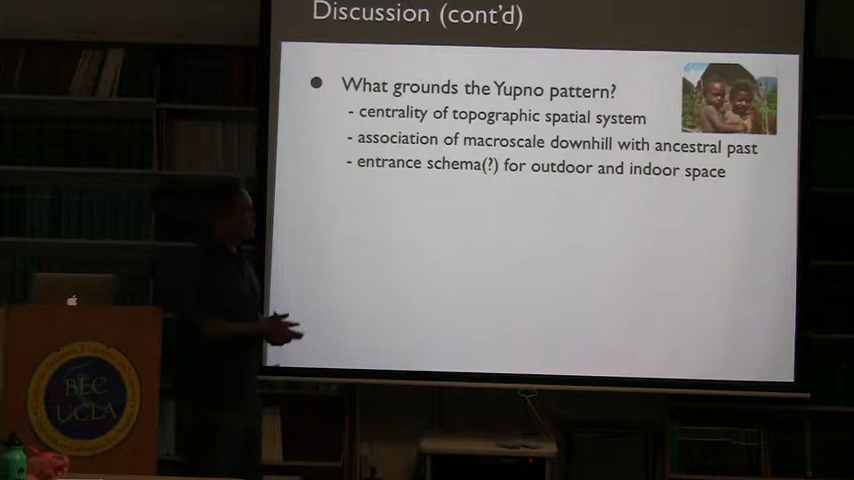 Discussion (cont'd)
What grounds the Yupno pattern?
- centrality of topographic spatial system
- association of macroscale downhill with ancestral past
- entrance schema(?) for outdoor and indoor space
BEC
UCLA